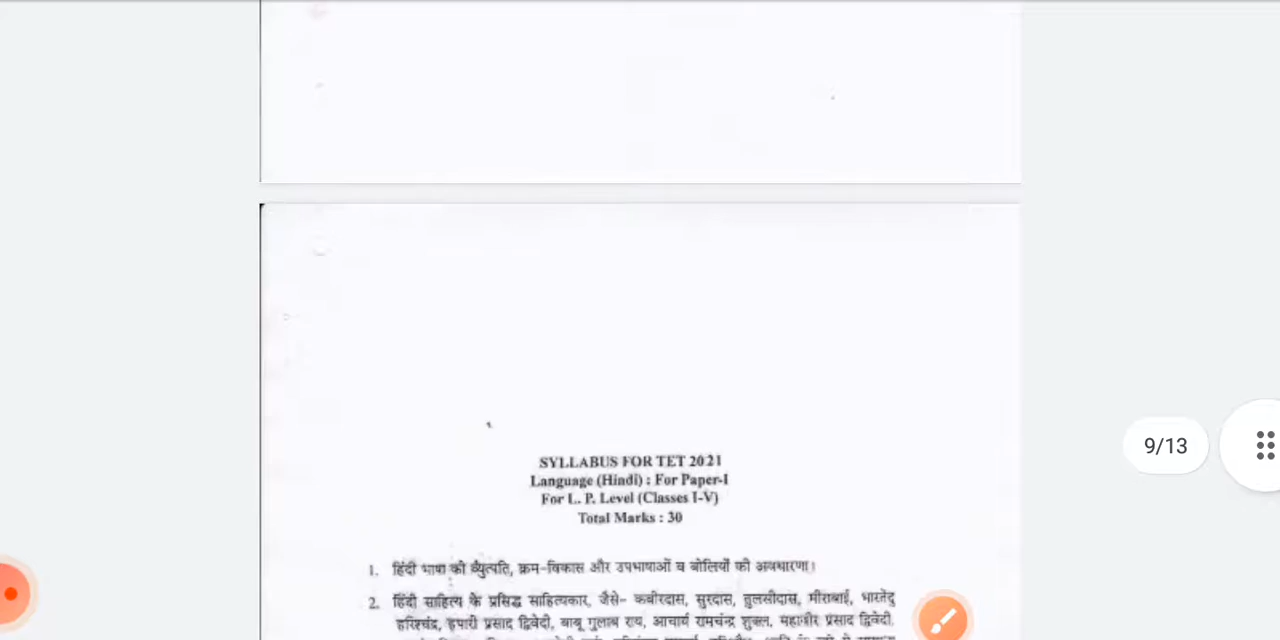 SYLLABUS FOR TET 2021
Language (Hindi) : For Paper-I
For L. P. Level (Classes I-V)
Total Marks : 30
9/13
1. हिंदी भाषा की व्युत्पति, क्रम-विकास और उपभाषाओं व बोलियों की अवधारणा।
2. हिंदी साहित्य के प्रसिद्ध साहित्यकार, जैसे- कबीरदास, सुरदास, तुलसीदास, मीराबाई, भारतेंदु
हरिश्चंद्र, हपारी प्रसाद द्विवेदी, बाबू गुलाब राय, आचार्य रामचंद्र शुक्ल, महावीर प्रसाद द्विवेदी,